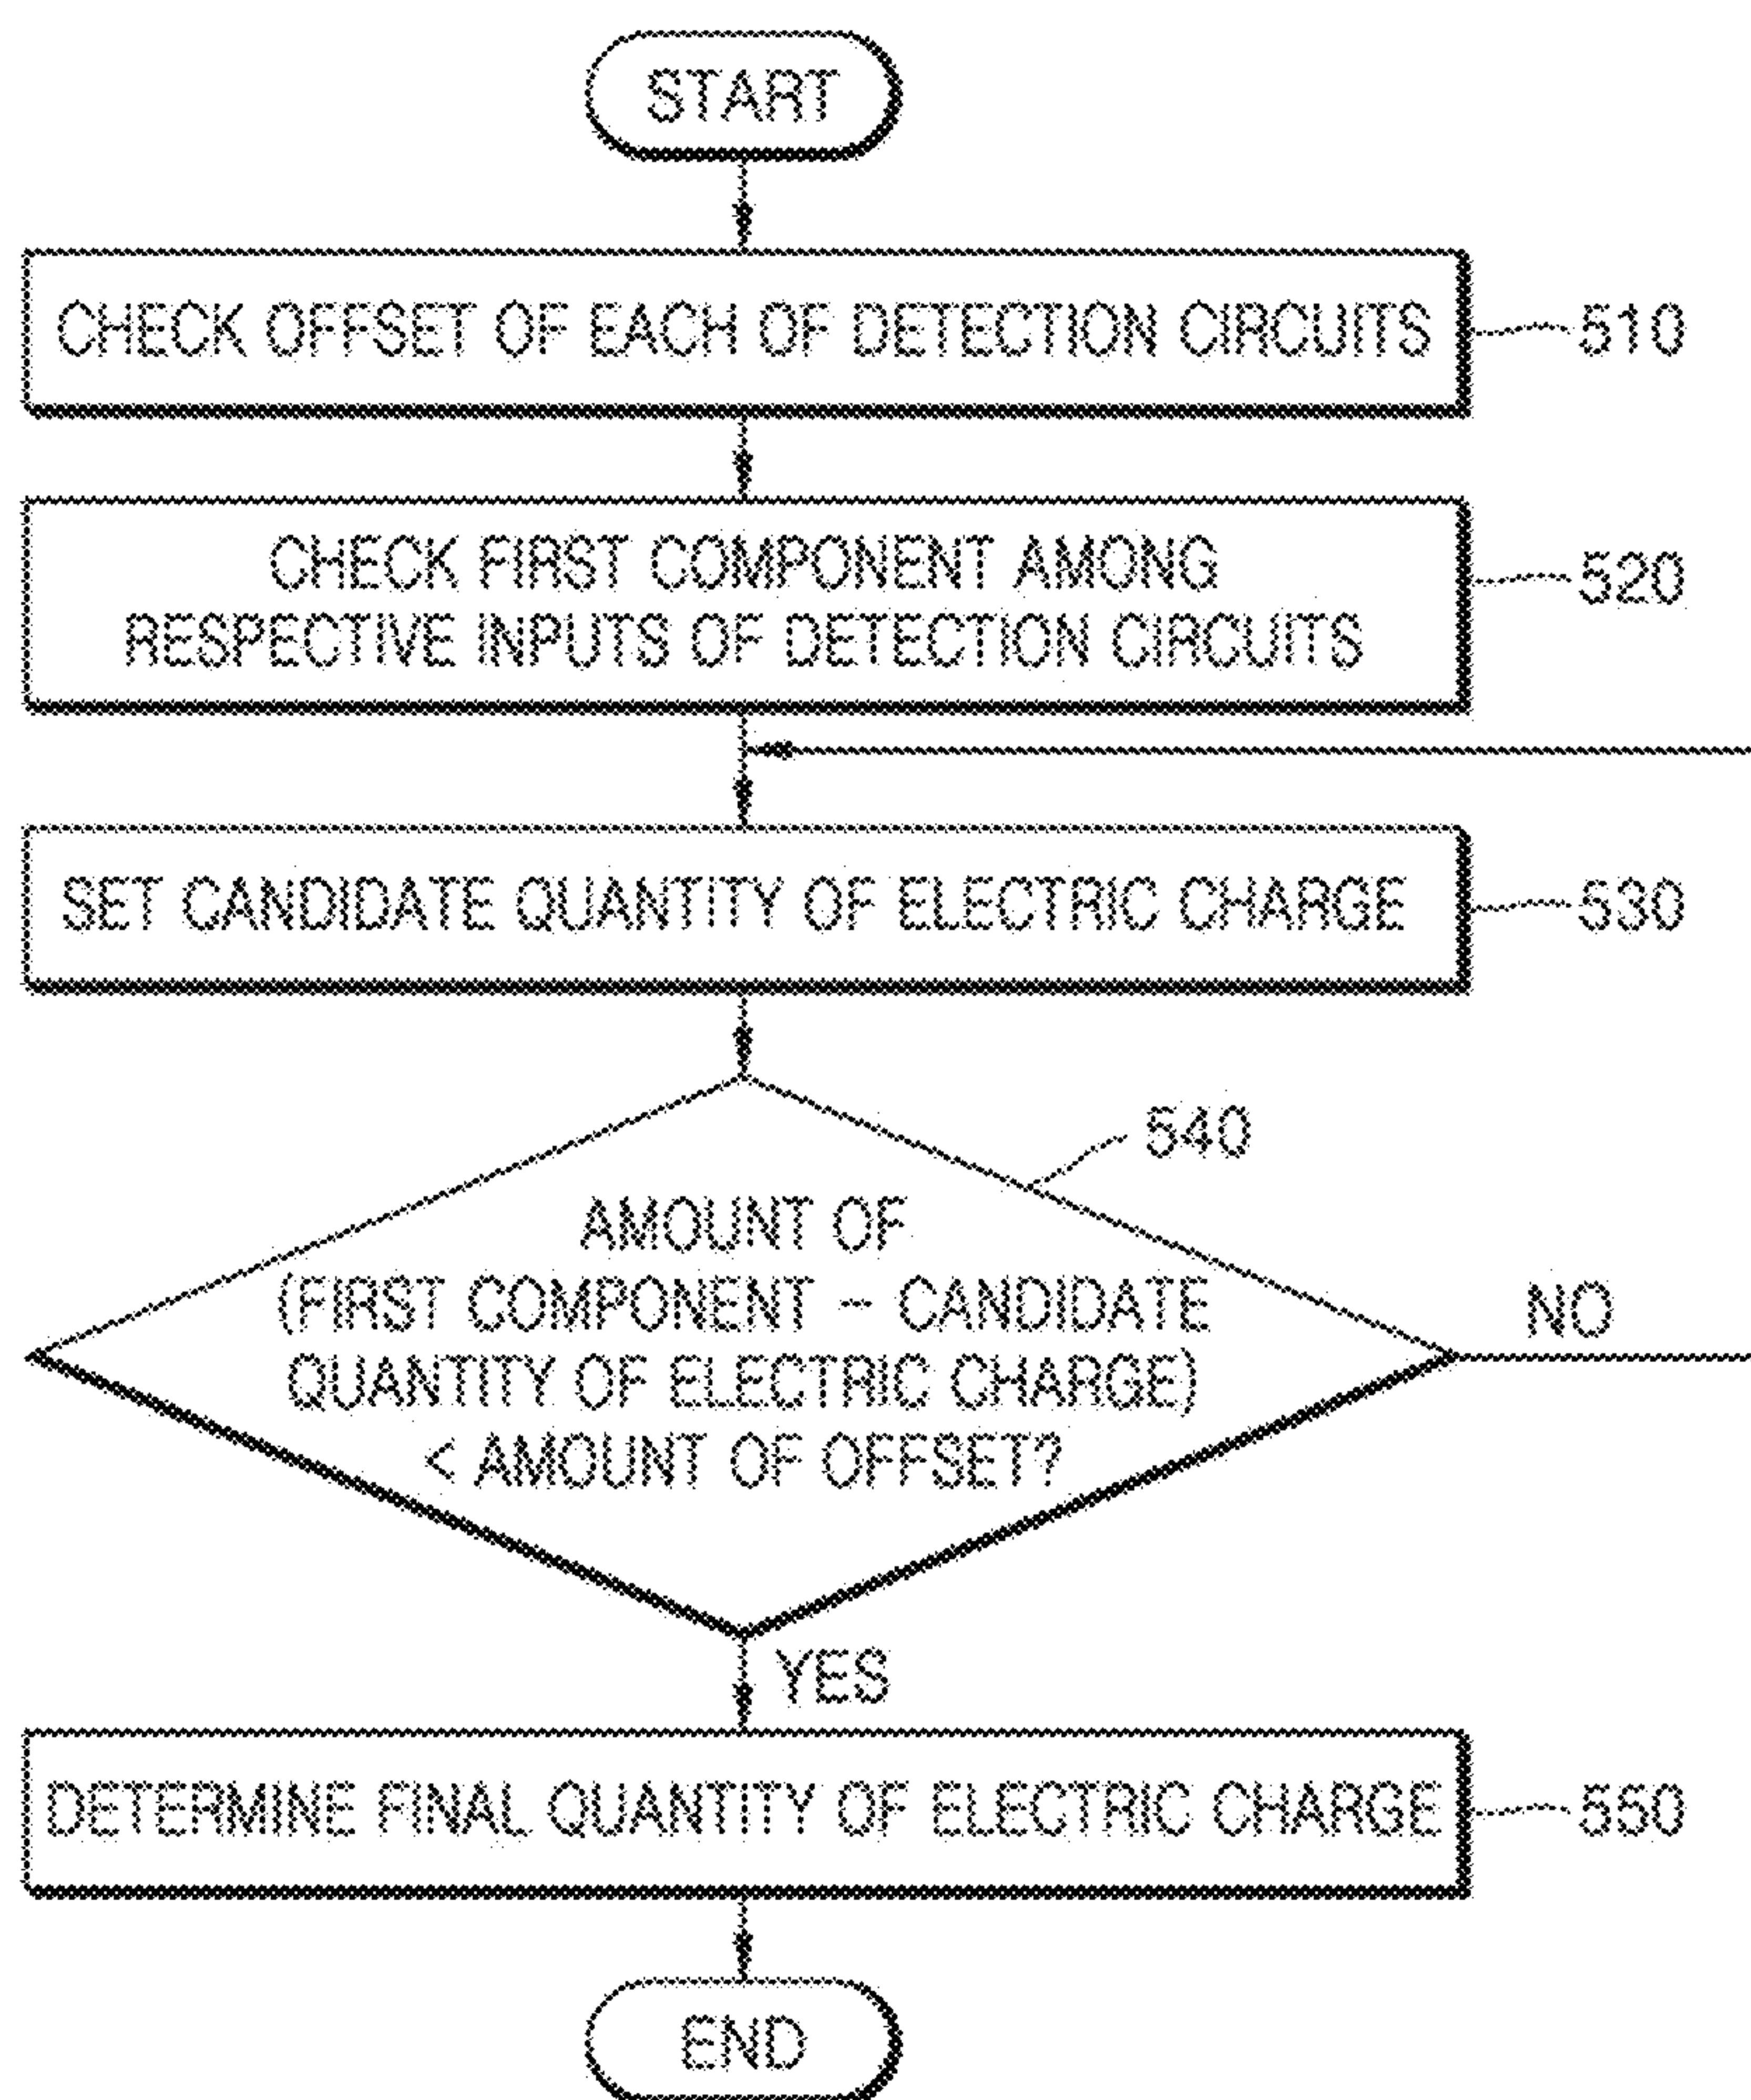 START
CHECK OFFSET OF EACH OF DETECTION CIRCUITS
510
CHECK FIRST COMPONENT AMONG
RESPECTIVE INPUTS OF DETECTION CIRCUITS
520
SET CANDIDATE QUANTITY OF ELECTRIC CHARGE
530
540
AMOUNT OF
(FIRST COMPONENT - CANDIDATE
QUANTITY OF ELECTRIC CHARGE)
< AMOUNT OF OFFSET?
NO
YES
DETERMINE FINAL QUANTITY OF ELECTRIC CHARGE
550
END